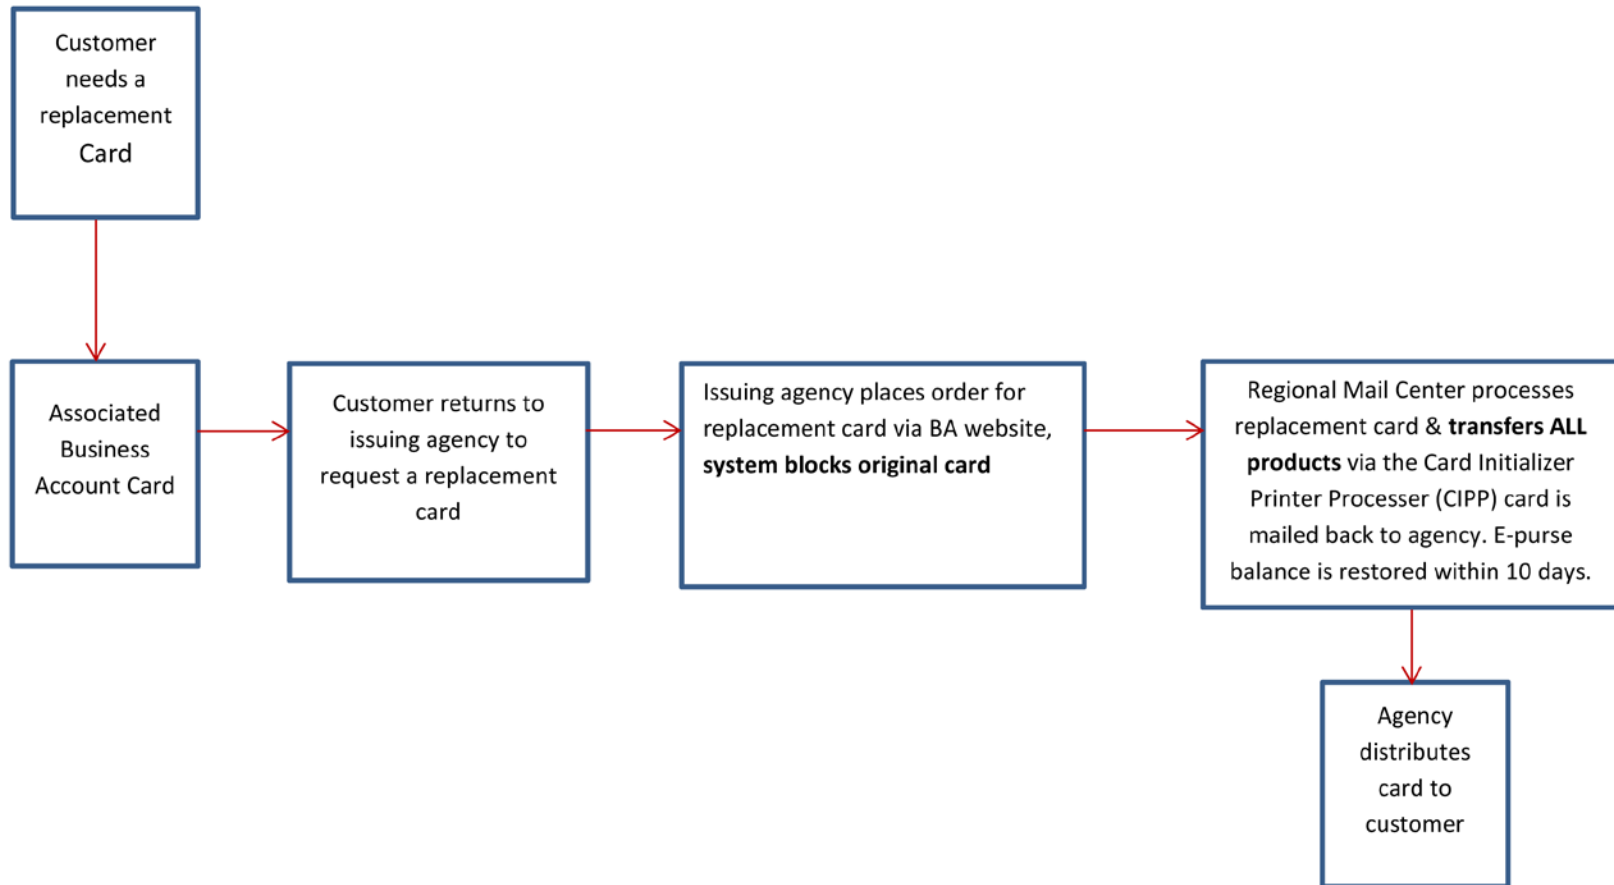 Customer
needs a
replacement
Card
Associated
Business
Account Card
Customer returns to
issuing agency to
request a replacement
card
Issuing agency places order for
replacement card via BA website,
system blocks original card
Regional Mail Center processes
replacement card & transfers ALL
products via the Card Initializer
Printer Processer (CIPP) card is
mailed back to agency. E-purse
balance is restored within 10 days.
Agency
distributes
card to
customer